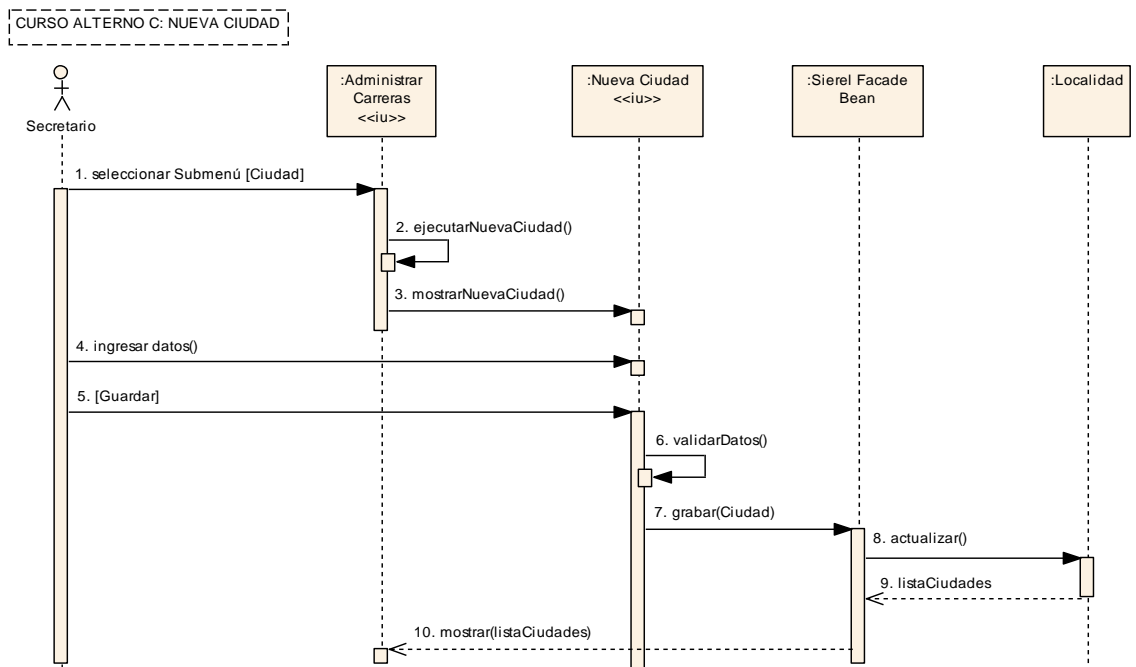 CURSO ALTERNO C: NUEVA CIUDAD
Secretario
:Administrar
Carreras
<<iu>>
:Nueva Ciudad
<<iu>>
:Sierel Facade
Bean
:Localidad
1. seleccionar Submenú [Ciudad]
2. ejecutarNuevaCiudad()
3. mostrarNuevaCiudad()
4. ingresar datos()
5. [Guardar]
6. validarDatos()
7. grabar(Ciudad)
8. actualizar()
9. listaCiudades
10. mostrar(listaCiudades)